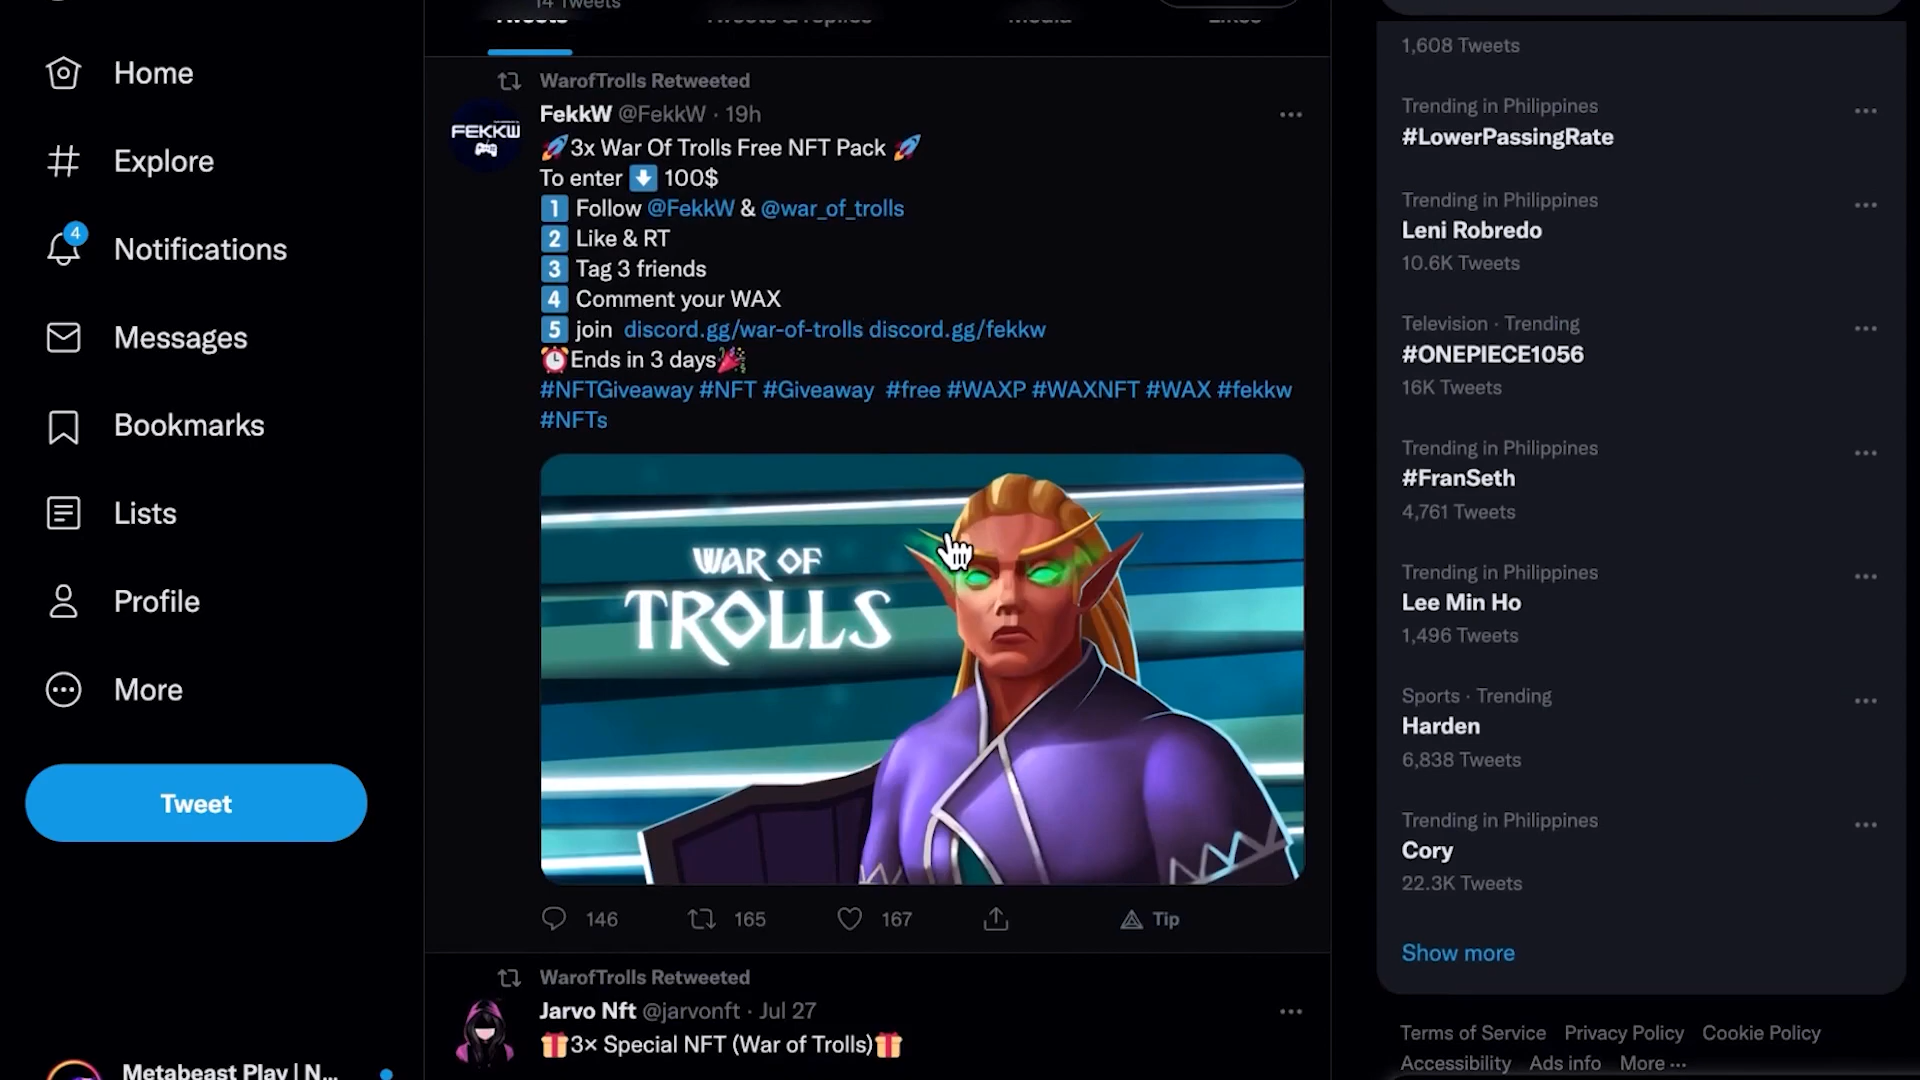 14 Tweets
Tweets Tweets & replies Media Likes
Home
Explore
4
Notifications
Messages
Bookmarks
Lists
Profile
More
Tweet
Metabeast Play | N...
WarofTrolls Retweeted
FEKKW
FekkW @FekkW · 19h
🚀3x War Of Trolls Free NFT Pack 🚀
To enter ⬇️ 100$
1️⃣ Follow @FekkW & @war_of_trolls
2️⃣ Like & RT
3️⃣ Tag 3 friends
4️⃣ Comment your WAX
5️⃣ join discord.gg/war-of-trolls discord.gg/fekkw
⏰Ends in 3 days🎉
#NFTGiveaway #NFT #Giveaway #free #WAXP #WAXNFT #WAX #fekkw
#NFTs
WAR OF
TROLLS
146 165 167 Tip
WarofTrolls Retweeted
Jarvo Nft @jarvonft · Jul 27
🎁3× Special NFT (War of Trolls)🎁
1,608 Tweets
Trending in Philippines
#LowerPassingRate
Trending in Philippines
Leni Robredo
10.6K Tweets
Television · Trending
#ONEPIECE1056
16K Tweets
Trending in Philippines
#FranSeth
4,761 Tweets
Trending in Philippines
Lee Min Ho
1,496 Tweets
Sports · Trending
Harden
6,838 Tweets
Trending in Philippines
Cory
22.3K Tweets
Show more
Terms of Service Privacy Policy Cookie Policy
Accessibility Ads info More ···